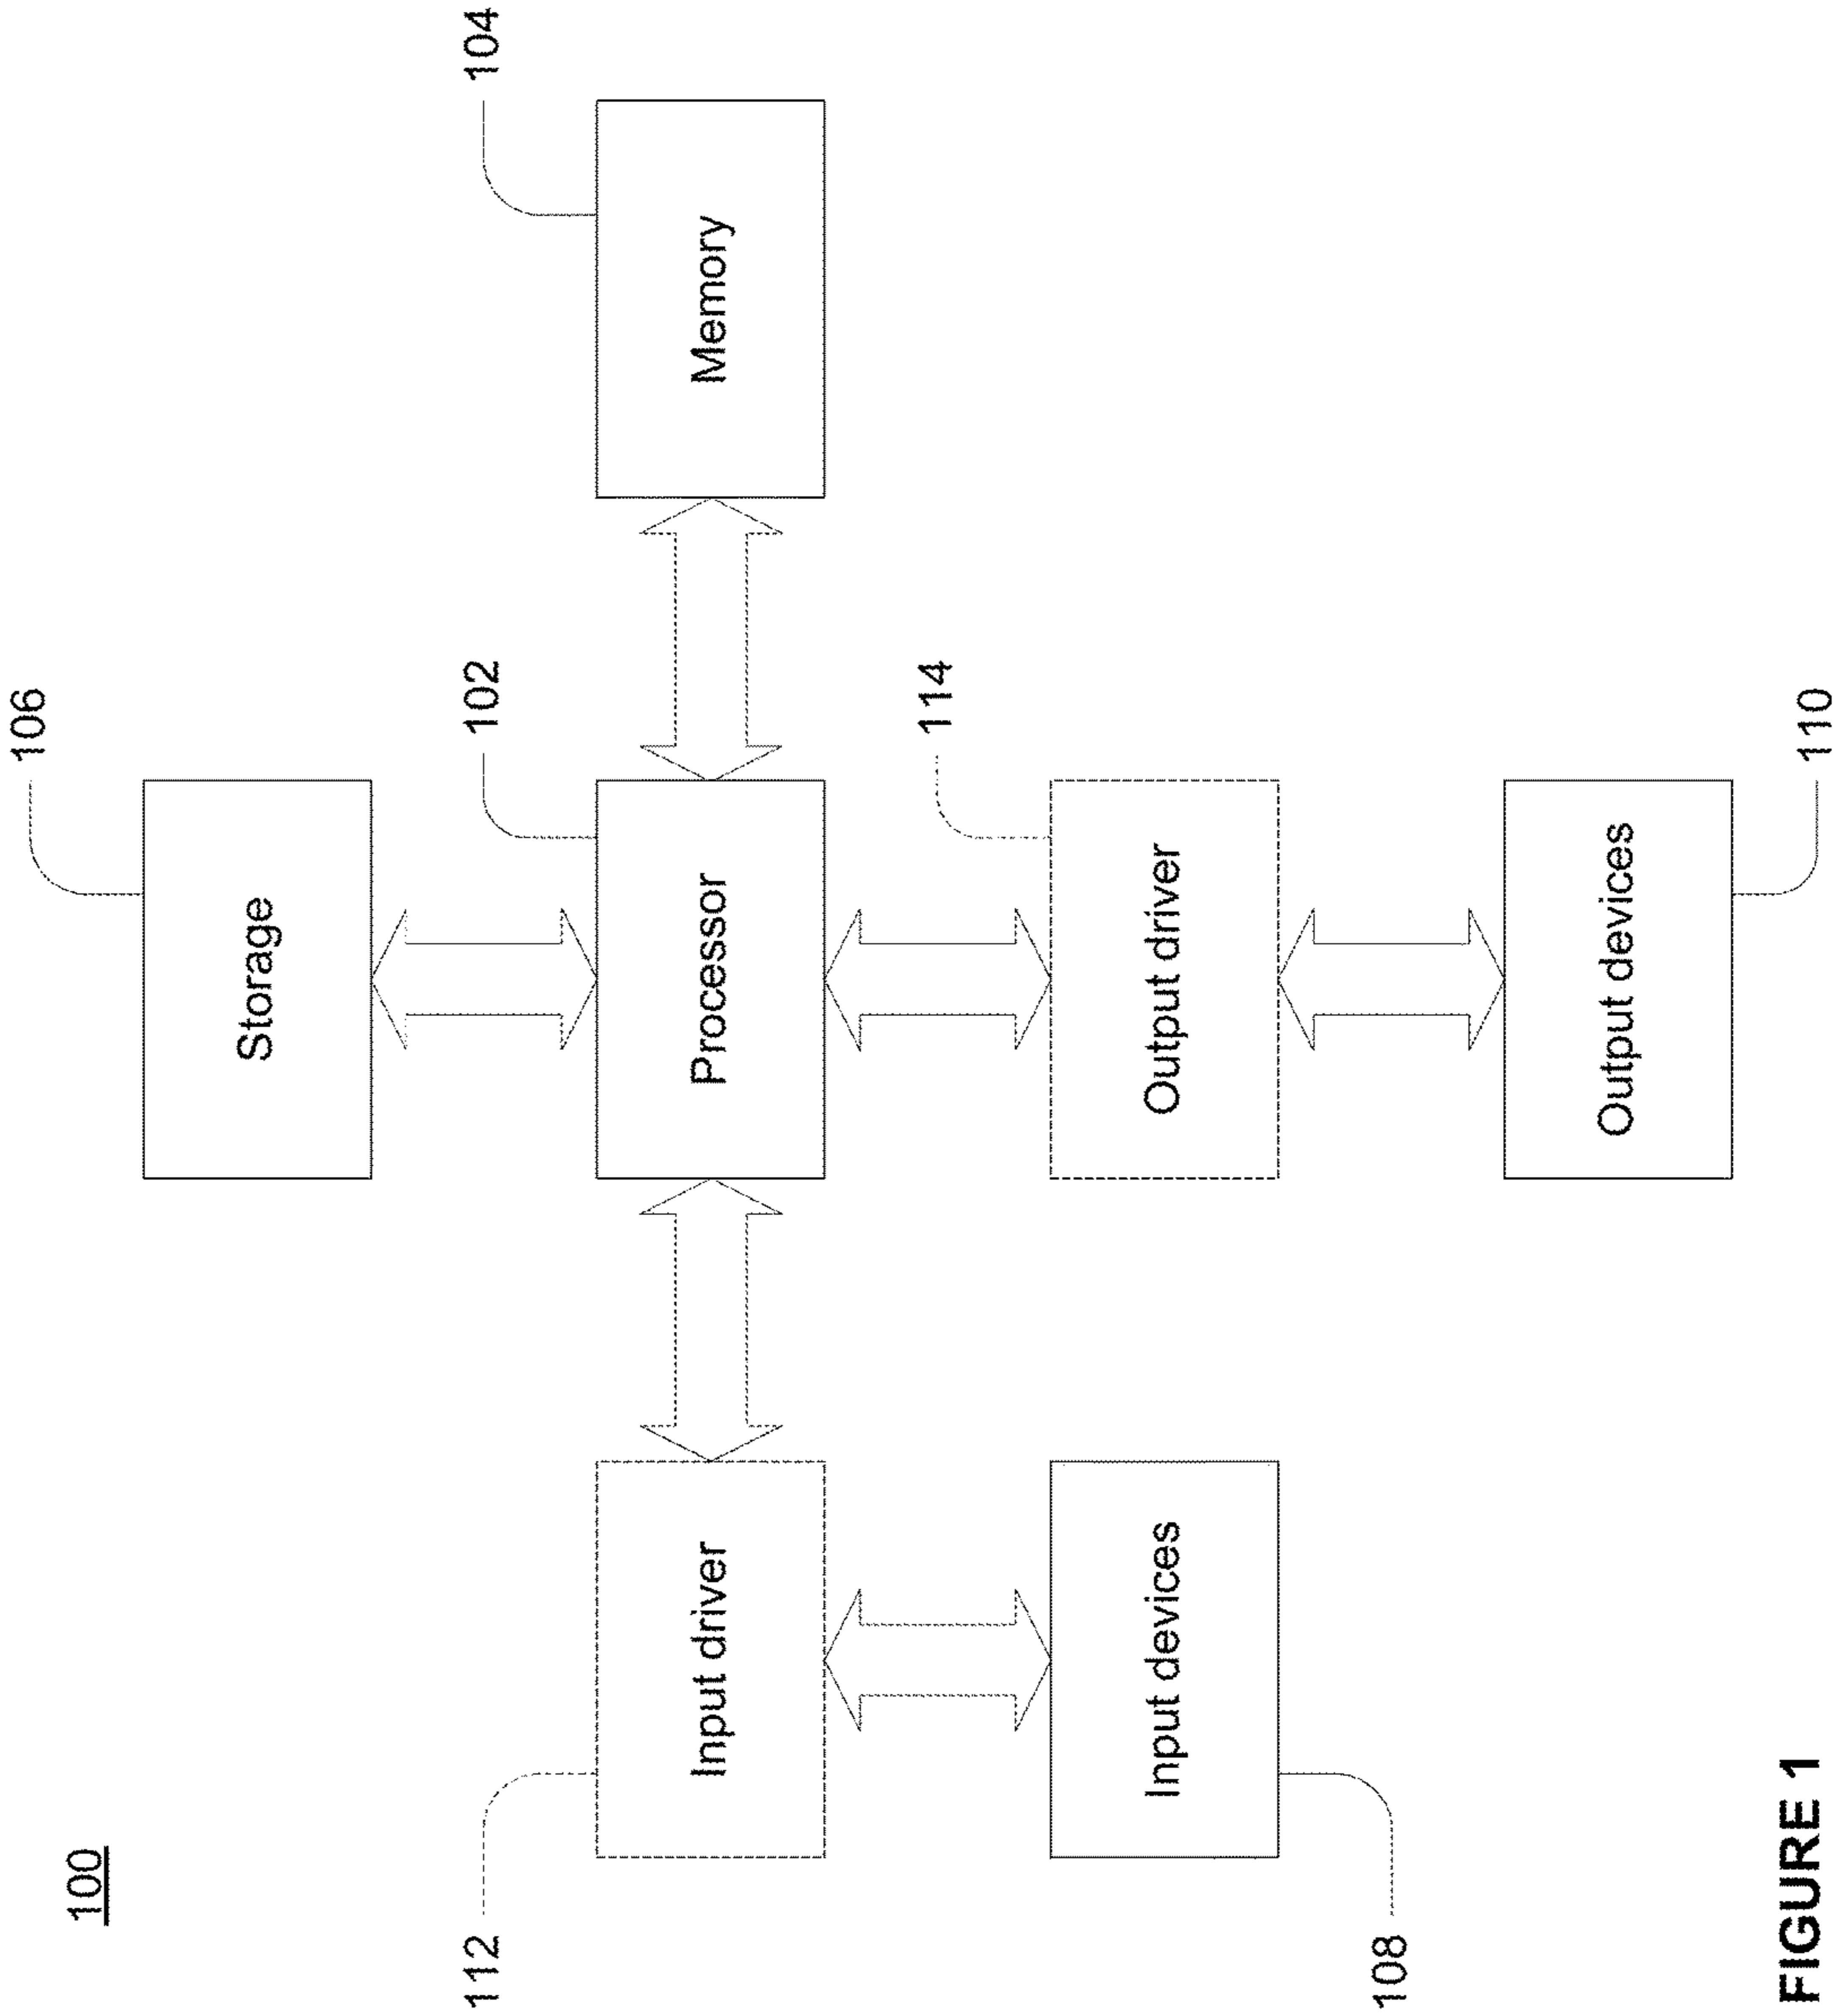 100
106
Storage
112
102
104
Input driver
Processor
Memory
114
Input devices
Output driver
108
Output devices
110
FIGURE 1